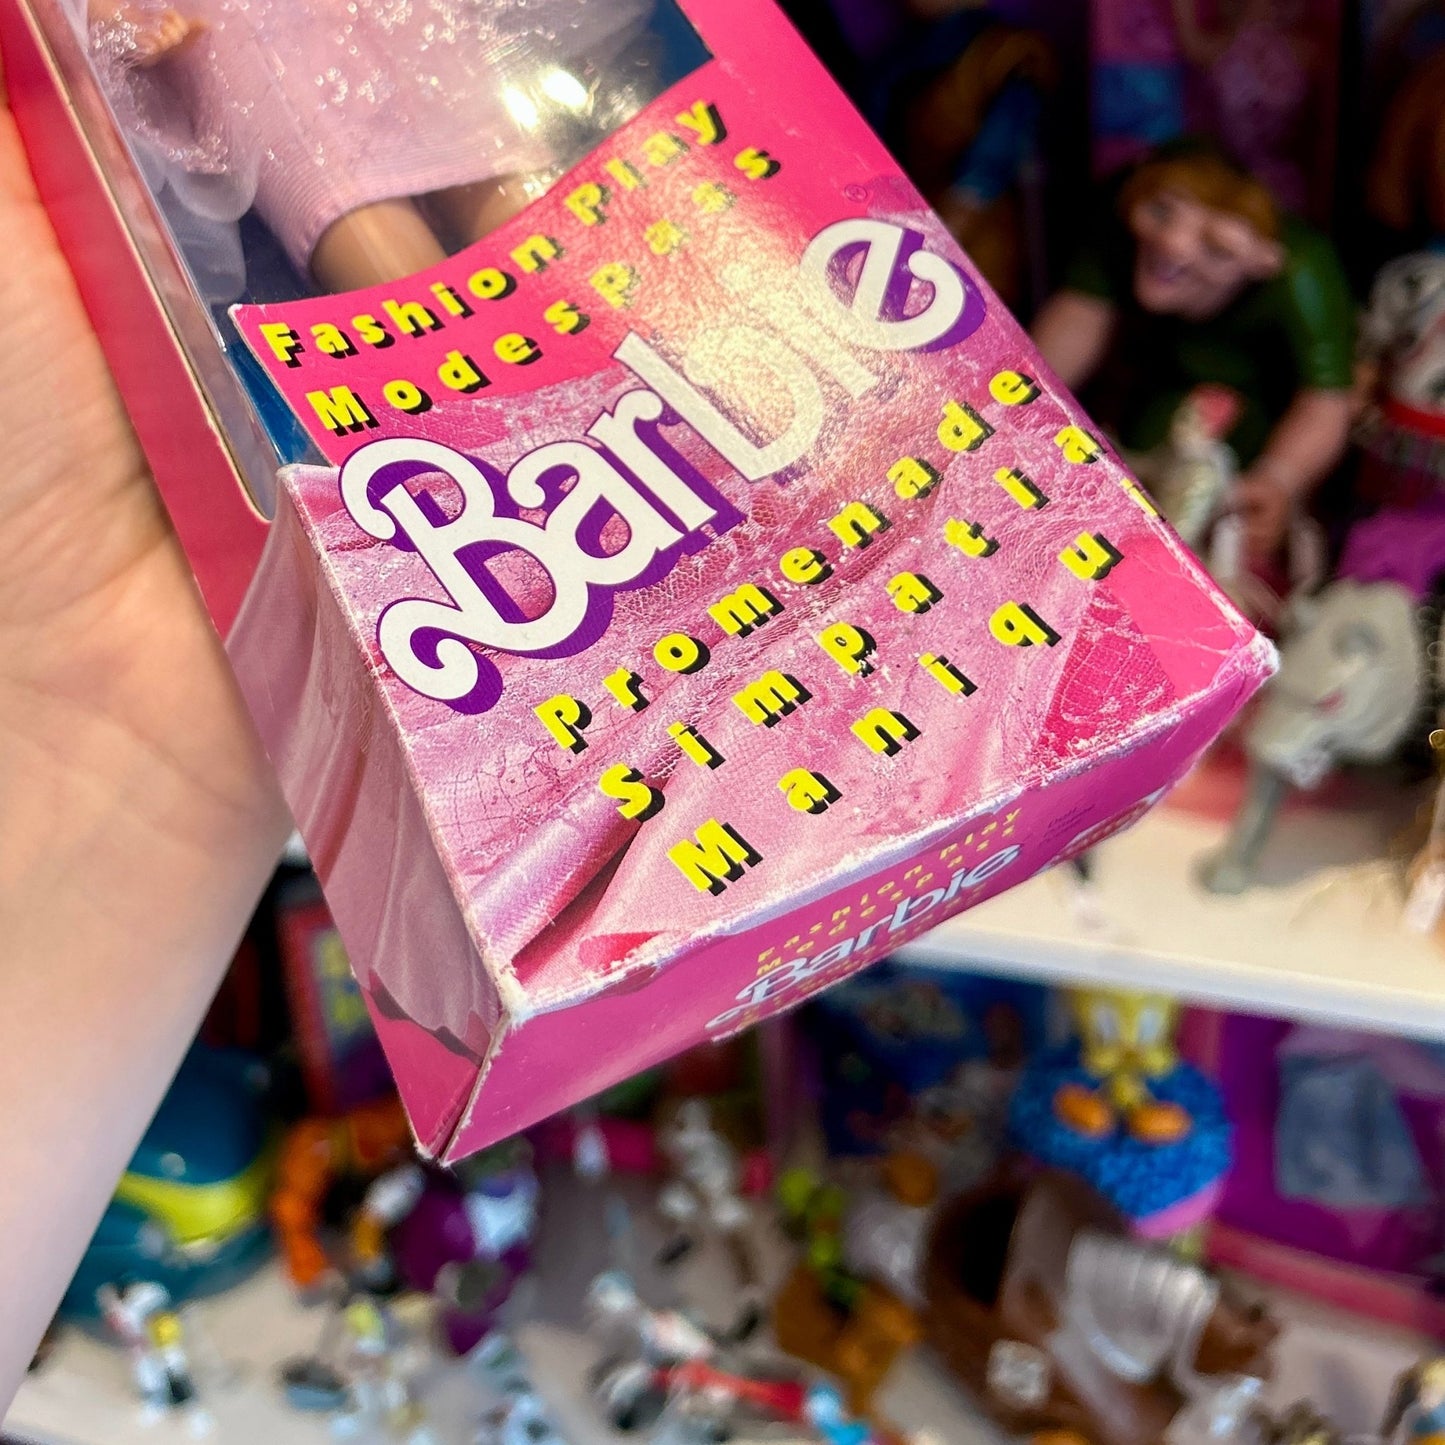 Fashion Play
Modespass
Barbie®
Promenade
Simpatia
Maniqui
Fashion Play
Barbie